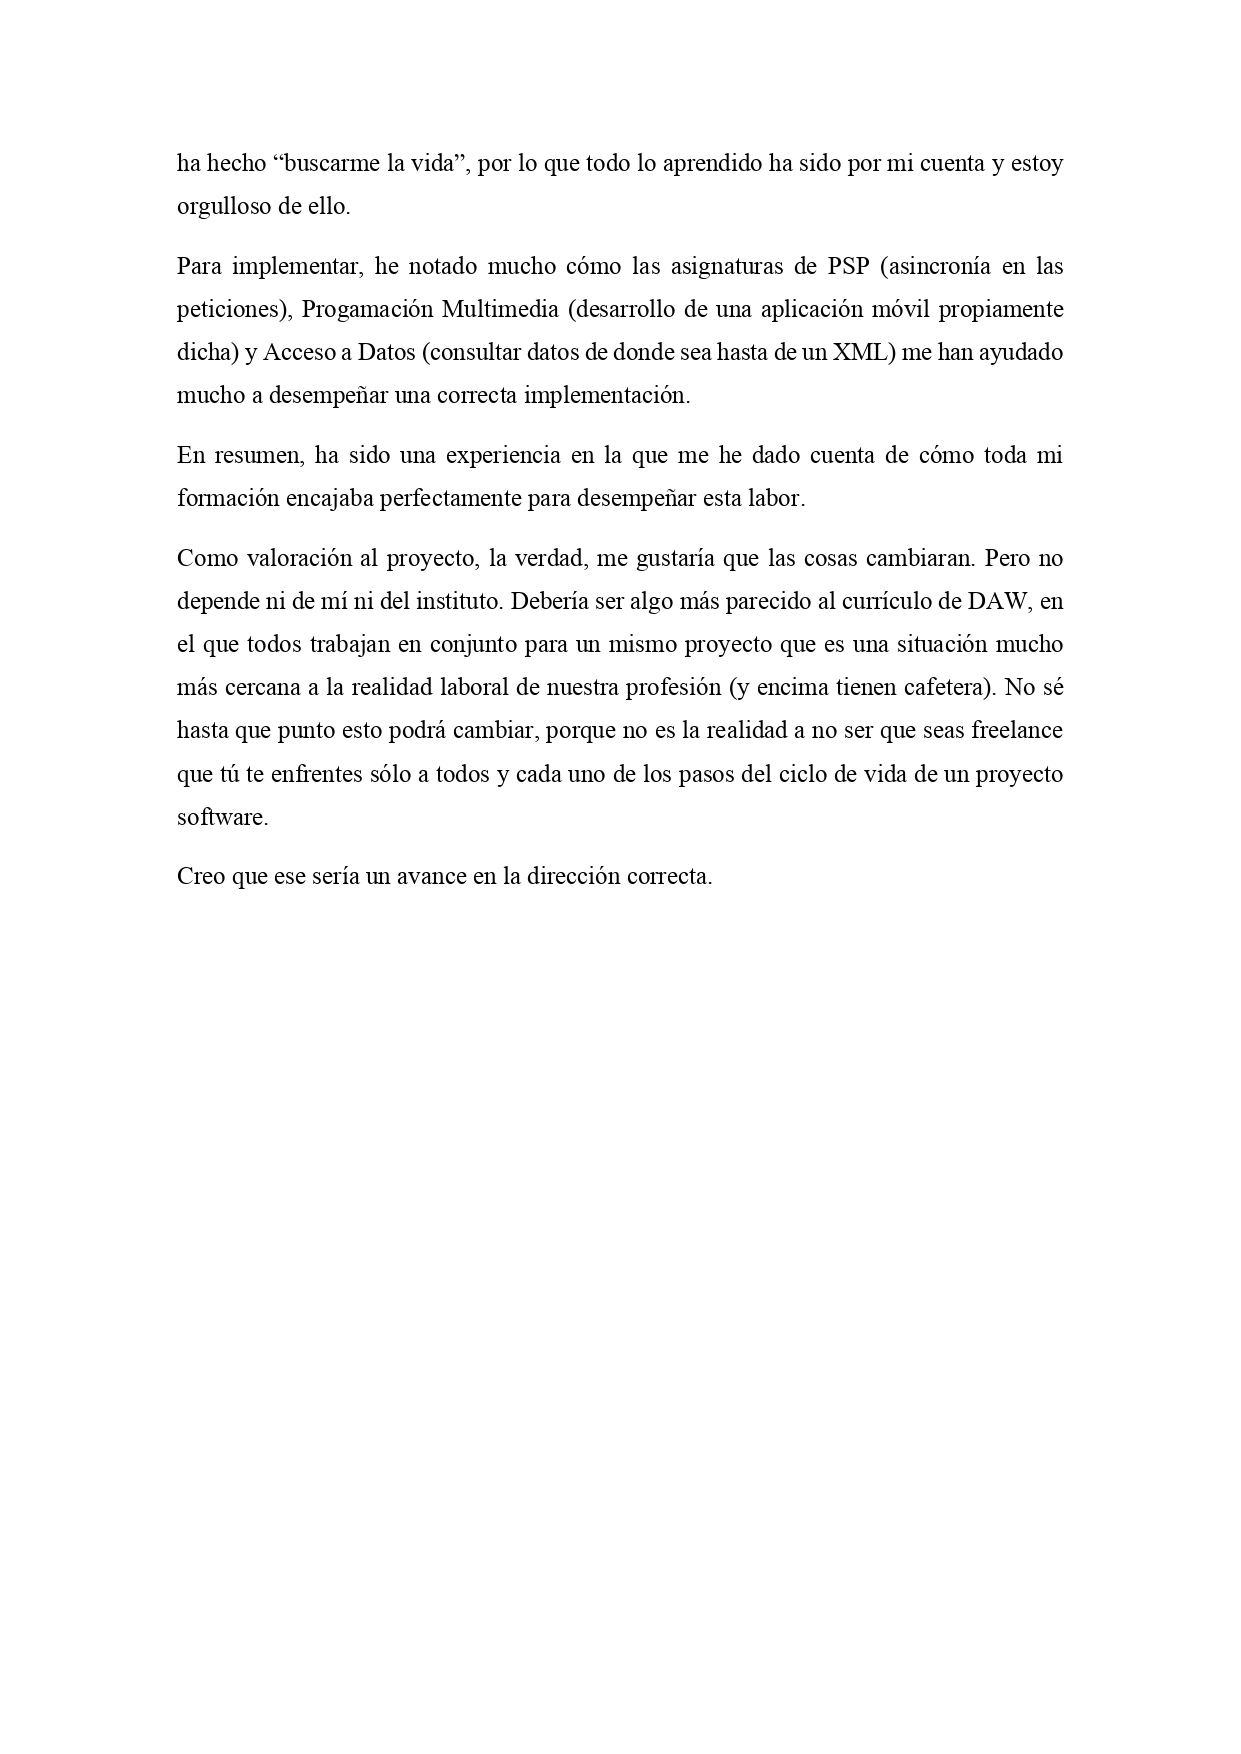 ha hecho “buscarme la vida”, por lo que todo lo aprendido ha sido por mi cuenta y estoy
orgulloso de ello.
Para implementar, he notado mucho cómo las asignaturas de PSP (asincronía en las
peticiones), Progamación Multimedia (desarrollo de una aplicación móvil propiamente
dicha) y Acceso a Datos (consultar datos de donde sea hasta de un XML) me han ayudado
mucho a desempeñar una correcta implementación.
En resumen, ha sido una experiencia en la que me he dado cuenta de cómo toda mi
formación encajaba perfectamente para desempeñar esta labor.
Como valoración al proyecto, la verdad, me gustaría que las cosas cambiaran. Pero no
depende ni de mí ni del instituto. Debería ser algo más parecido al currículo de DAW, en
el que todos trabajan en conjunto para un mismo proyecto que es una situación mucho
más cercana a la realidad laboral de nuestra profesión (y encima tienen cafetera). No sé
hasta que punto esto podrá cambiar, porque no es la realidad a no ser que seas freelance
que tú te enfrentes sólo a todos y cada uno de los pasos del ciclo de vida de un proyecto
software.
Creo que ese sería un avance en la dirección correcta.